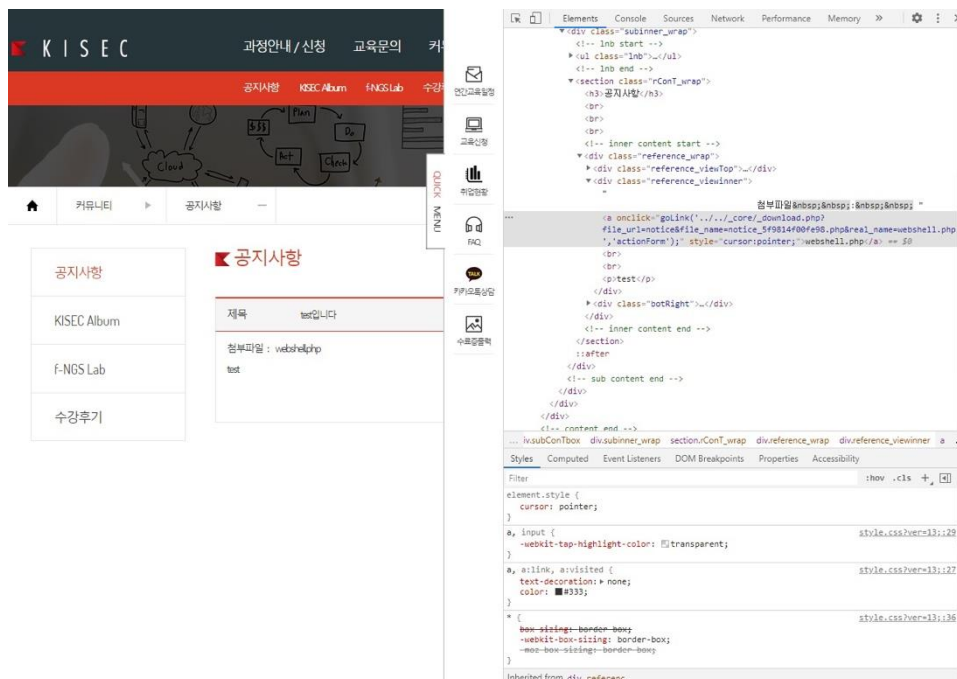 KISEC
과정안내 / 신청 교육문의
공지사항 KISEC Album f-NGS Lab
Plan
$$$
Do
Act
Check
Cloud
커뮤니티 공지사항
QUICK MENU
연간교육일정
교육신청
취업현황
FAQ
TALK
카카오톡상담
수료증출력
공지사항
KISEC Album
f-NGS Lab
수강후기
공지사항
제목 test입니다
첨부파일 : webshell.php
test
Elements Console Sources Network Performance Memory »
▼<div class="subinner_wrap">
<!-- lnb start -->
▶<ul class="lnb">…</ul>
<!-- lnb end -->
▼<section class="rConT_wrap">
<h3>공지사항</h3>
<br>
<br>
<br>
<!-- inner content start -->
▼<div class="reference_wrap">
▶<div class="reference_viewTop">…</div>
▼<div class="reference_viewinner">
"
첨부파일&nbsp;&nbsp;:&nbsp;&nbsp; "
<a onclick="goLink('../../_core/_download.php?
file_url=notice&file_name=notice_5f9814f00fe98.php&real_name=webshell.php
','actionForm');" style="cursor:pointer;">webshell.php</a> == $0
<br>
<br>
<p>test</p>
</div>
▶<div class="botRight">…</div>
</div>
<!-- inner content end -->
</section>
::after
</div>
<!-- sub content end -->
</div>
</div>
</div>
<!-- content end -->
... iv.subConTbox div.subinner_wrap section.rConT_wrap div.reference_wrap div.reference_viewinner a
Styles Computed Event Listeners DOM Breakpoints Properties Accessibility
Filter :hov .cls +
element.style {
cursor: pointer;
}
a, input { style.css?ver=13;:29
-webkit-tap-highlight-color: transparent;
}
a, a:link, a:visited { style.css?ver=13;:27
text-decoration:▶ none;
color: #333;
}
* { style.css?ver=13;:36
box-sizing: border-box;
-webkit-box-sizing: border-box;
-moz-box-sizing: border-box;
}
Inherited from div.referenc